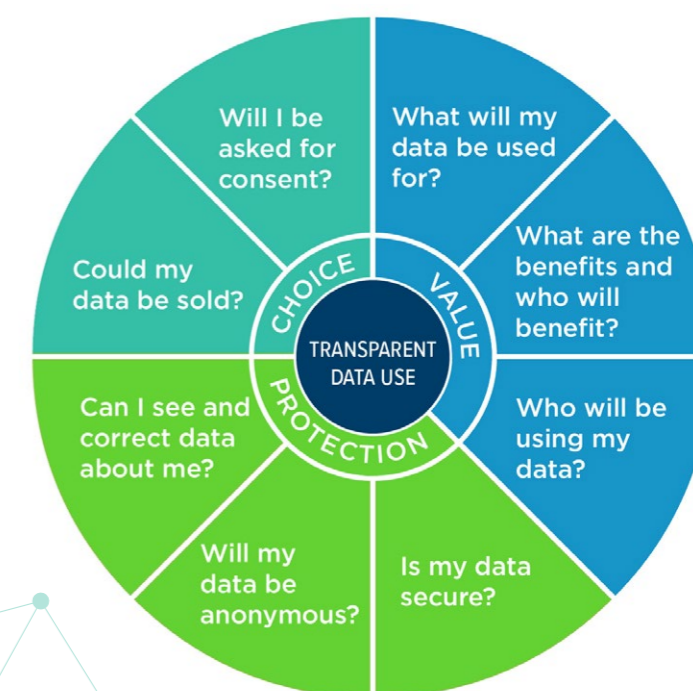 What will my
data be used
for?
What are the
benefits and
who will
benefit?
Who will be
using my
data?
Is my data
secure?
Will my
data be
anonymous?
Can I see and
correct data
about me?
Could my
data be sold?
Will I be
asked for
consent?
CHOICE
VALUE
PROTECTION
TRANSPARENT
DATA USE